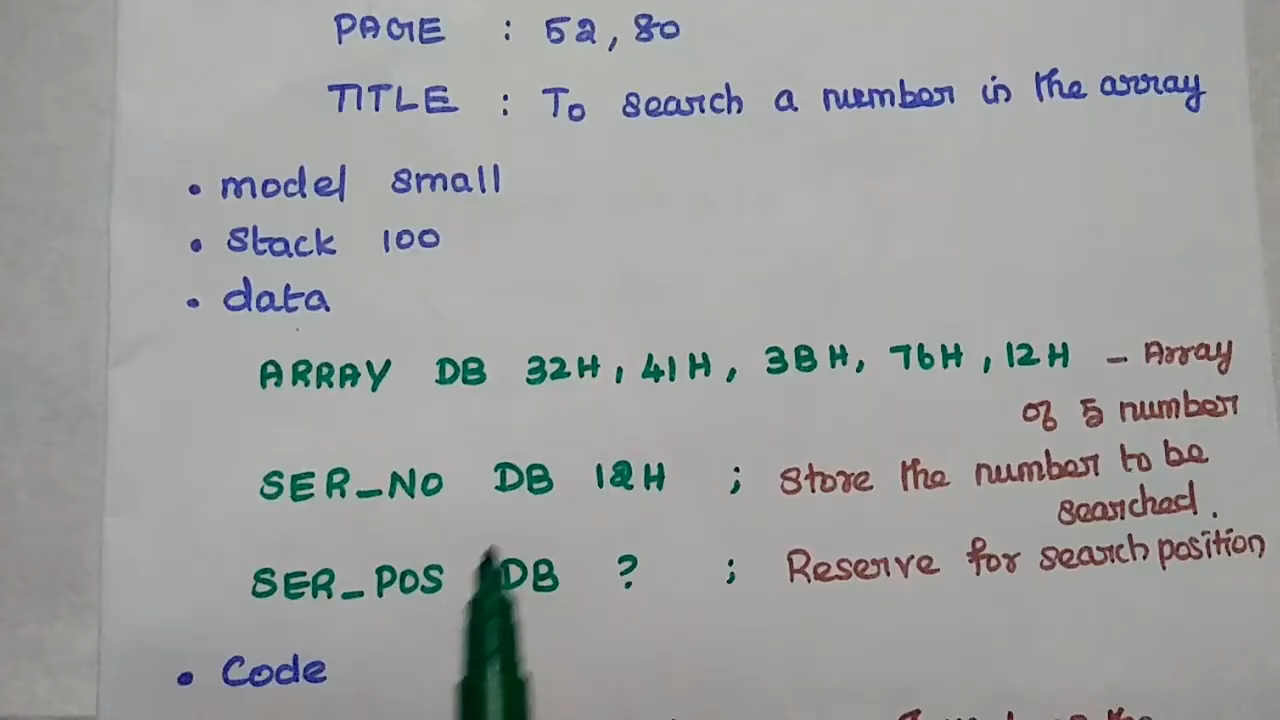 PAGE : 52, 80
TITLE : To search a number in the array
• model small
• stack 100
• data
ARRAY DB 32H, 41H, 3BH, 76H, 12H - Array
of 5 number
SER_NO DB 12H ; Store the number to be
searched.
SER_POS DB ? ; Reserve for search position
• Code